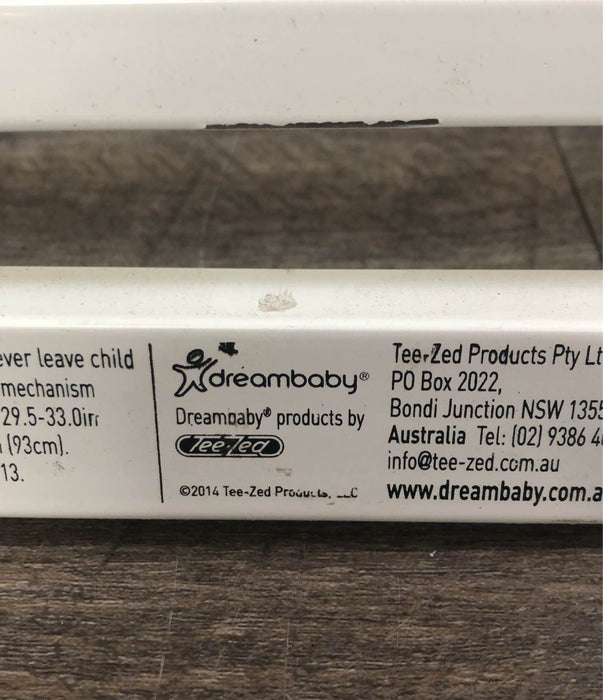 ever leave child
mechanism
29.5-33.0in
(93cm).
13.
dreambaby®
Dreambaby® products by
Tee-Zed
©2014 Tee-Zed Products, LLC
Tee-Zed Products Pty Lt
PO Box 2022,
Bondi Junction NSW 1355
Australia Tel: (02) 9386 4
info@tee-zed.com.au
www.dreambaby.com.a